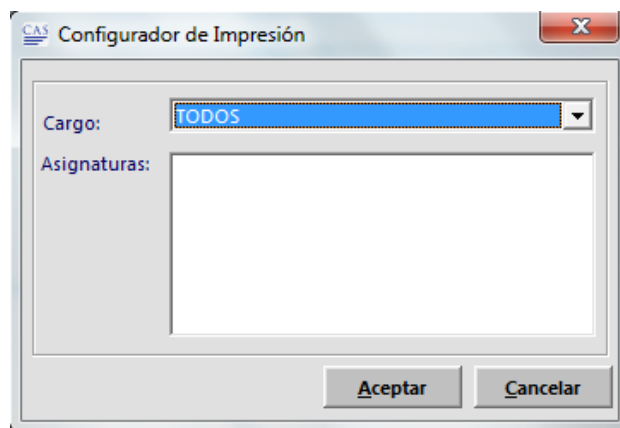 CAS Configurador de Impresión
Cargo: TODOS
Asignaturas:
Aceptar Cancelar